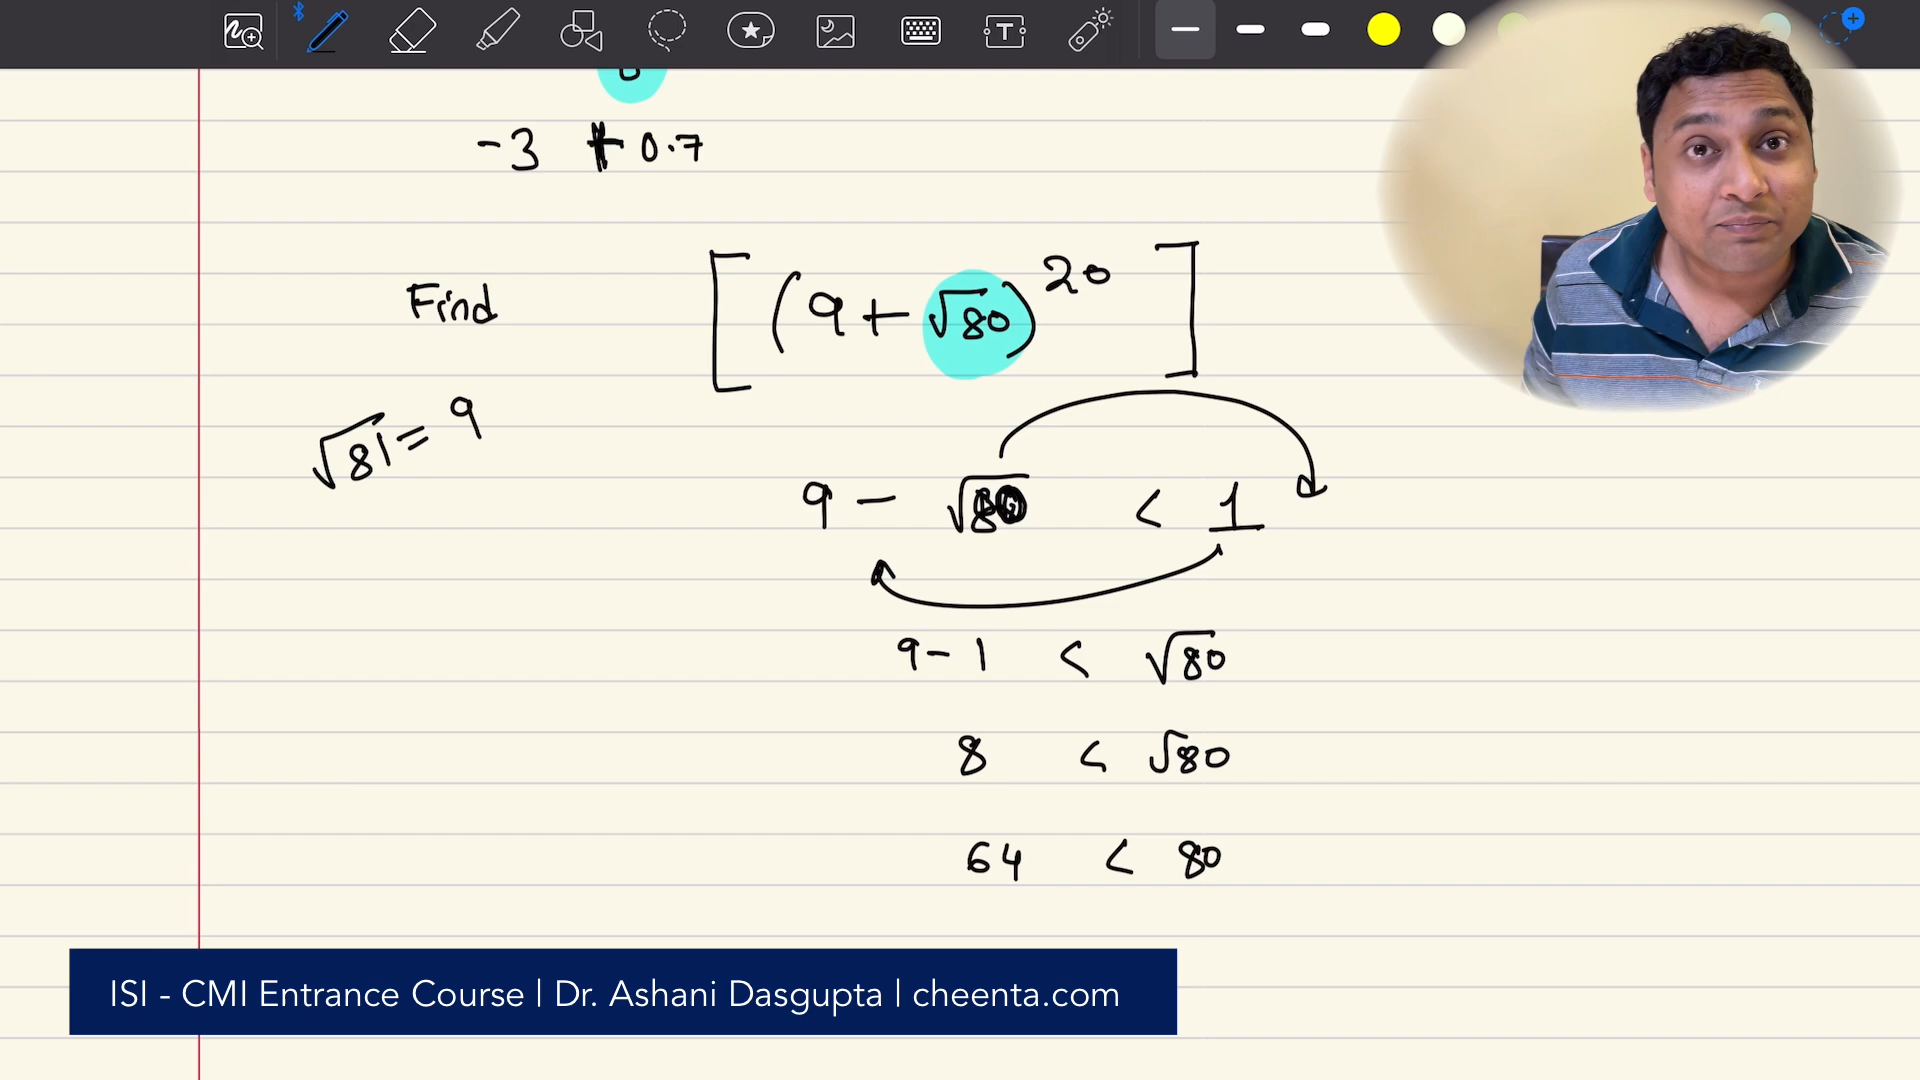 -3 + 0.7
Find [(9+√80)^20]
√81 = 9
9 - √80 < 1
9 - 1 < √80
8 < √80
64 < 80
ISI - CMI Entrance Course | Dr. Ashani Dasgupta | cheenta.com